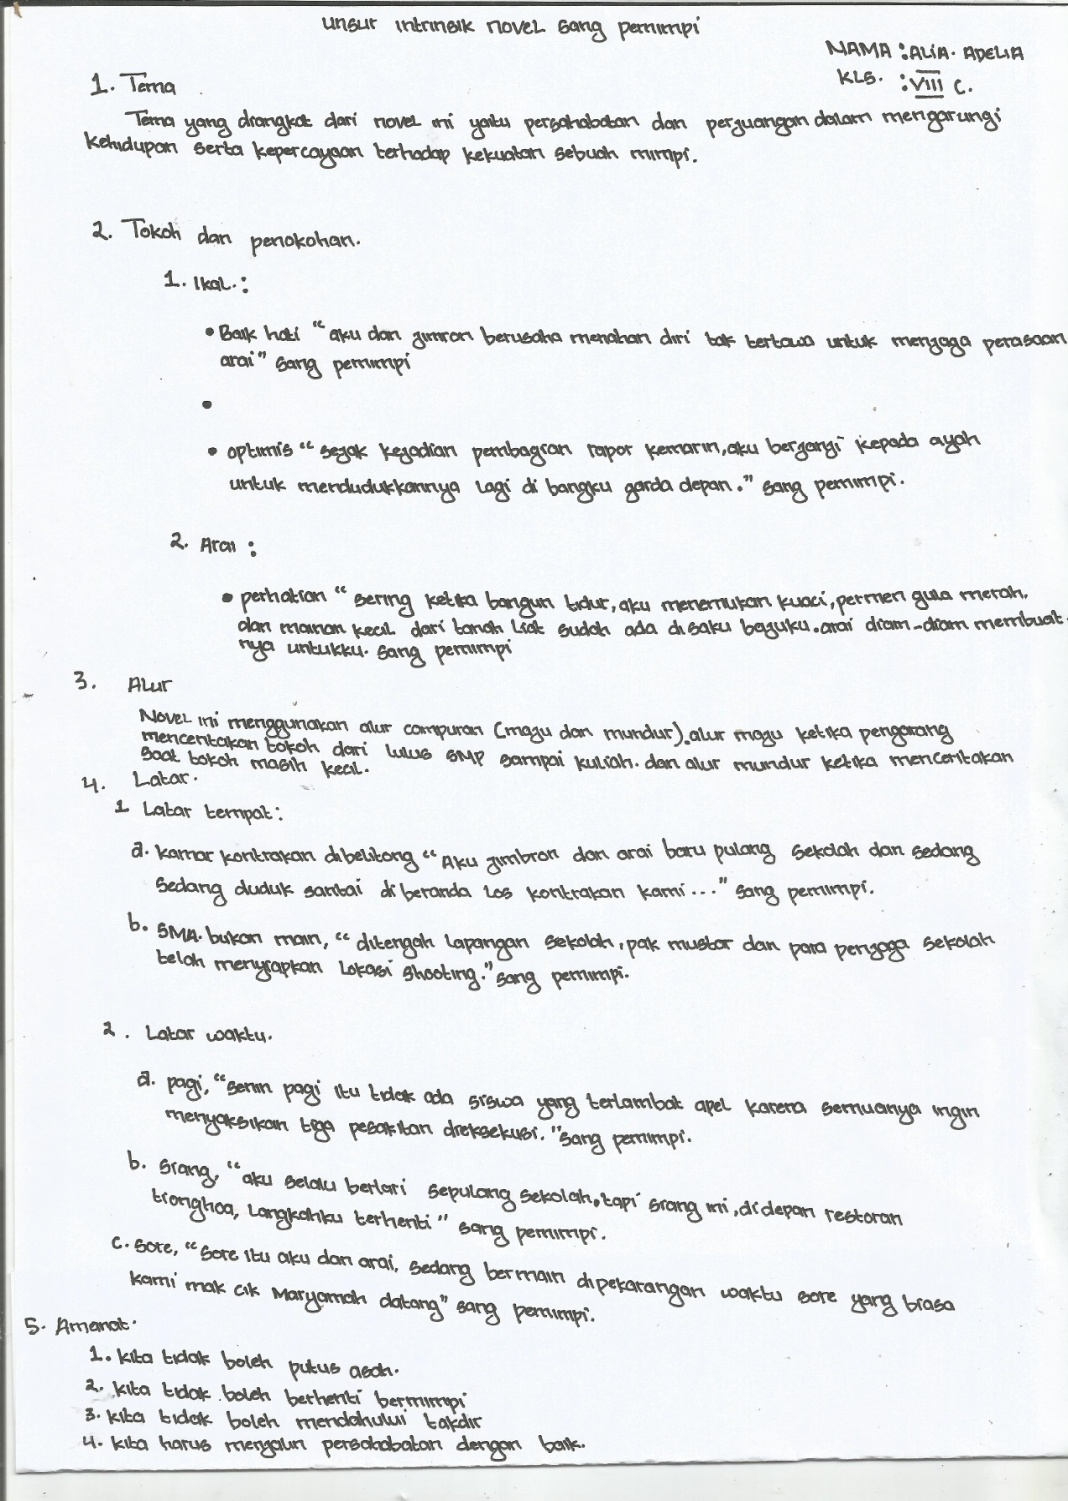 unsur intrinsik novel sang pemimpi
NAMA : ALIA. ADELIA
KLS. : VIII C.
1. Tema
Tema yang diangkat dari novel ini yaitu persahabatan dan perjuangan dalam mengarungi
kehidupan serta kepercayaan terhadap kekuatan sebuah mimpi.
2. Tokoh dan penokohan.
1. Ikal. :
• Baik hati "aku dan jimron berusaha menahan diri tak tertawa untuk menjaga perasaan
arai" sang pemimpi
•
• optimis "sejak kejadian pembagian rapor kemarin, aku berjanji kepada ayah
untuk mendudukkannya lagi di bangku garda depan." sang pemimpi.
2. Arai :
• perhatian "sering ketika bangun tidur, aku menemukan kuaci, permen gula merah.
dan mainan kecil dari tanah liat sudah ada disaku bajuku. arai diam-diam membuat-
nya untukku. sang pemimpi
3. Alur
Novel ini menggunakan alur campuran (maju dan mundur). alur maju ketika pengarang
menceritakan tokoh dari lulus SMP sampai kuliah. dan alur mundur ketika menceritakan
saat tokoh masih kecil.
4. Latar.
1 Latar tempat :
a. kamar kontrakan dibelitong "Aku jimbron dan arai baru pulang sekolah dan sedang
sedang duduk santai di beranda los kontrakan kami ..." sang pemimpi.
b. SMA. bukan main, "ditengah lapangan sekolah, pak mustar dan para penjaga sekolah
telah menyiapkan lokasi shooting." sang pemimpi.
2. Latar waktu.
a. pagi, "senin pagi itu tidak ada siswa yang terlambat apel karena semuanya ingin
menyaksikan tiga pesakitan dieksekusi. "sang pemimpi.
b. siang, "aku selalu berlari sepulang sekolah, tapi siang ini, didepan restoran
tionghoa, langkahku terhenti" sang pemimpi.
c. sore, "sore itu aku dan arai, sedang bermain dipekarangan waktu sore yang biasa
kami mak cik Maryamah datang" sang pemimpi.
5. Amanat.
1. kita tidak boleh putus asah.
2. kita tidak boleh berhenti bermimpi
3. kita tidak boleh mendahului takdir
4. kita harus menjalin persahabatan dengan baik.